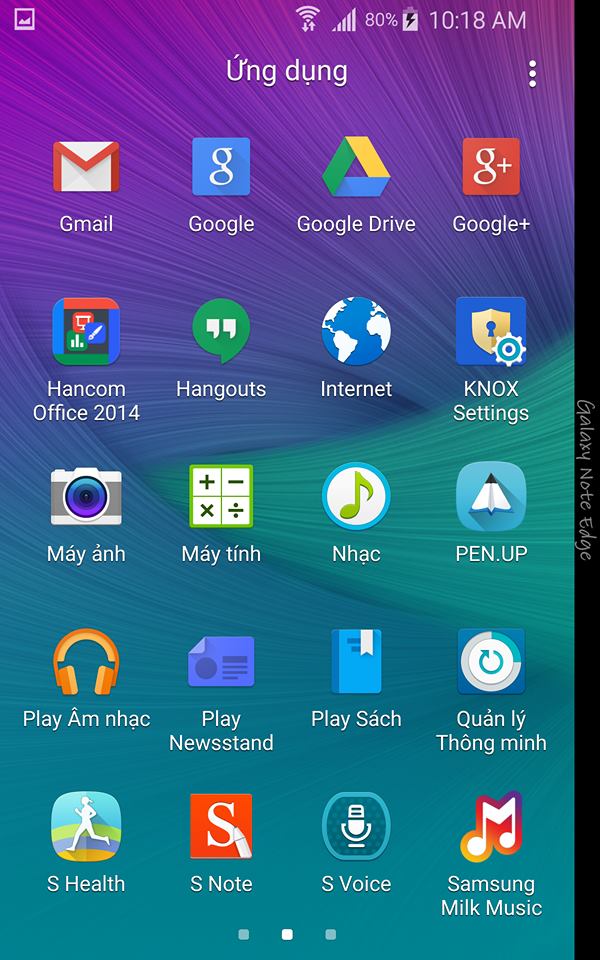 80% 10:18 AM
Ứng dụng
Gmail
Google
Google Drive
Google+
Hancom
Office 2014
Hangouts
Internet
KNOX
Settings
Máy ảnh
Máy tính
Nhạc
PEN.UP
Play Âm nhạc
Play
Newsstand
Play Sách
Quản lý
Thông minh
S Health
S Note
S Voice
Samsung
Milk Music
Galaxy Note Edge